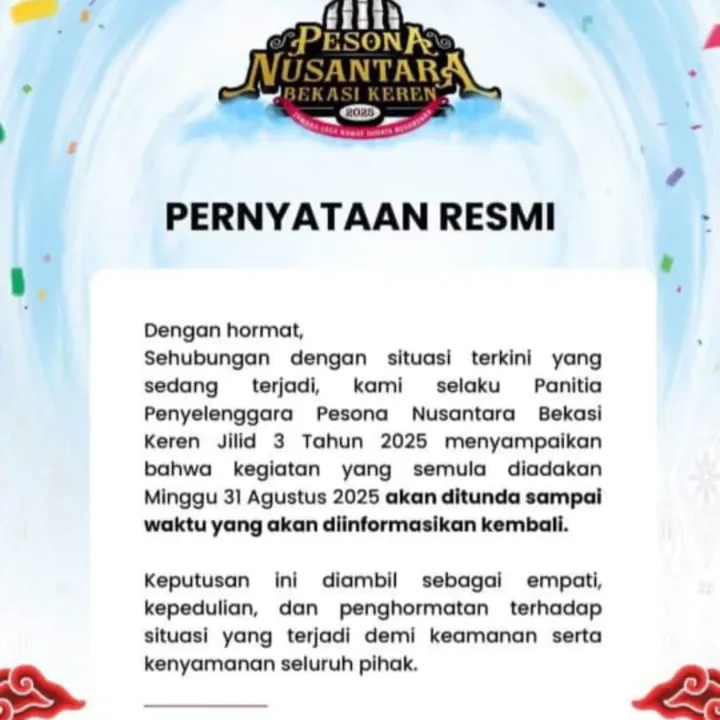 PESONA
NUSANTARA
BEKASI KEREN
2025
PERNYATAAN RESMI
Dengan hormat,
Sehubungan dengan situasi terkini yang
sedang terjadi, kami selaku Panitia
Penyelenggara Pesona Nusantara Bekasi
Keren Jilid 3 Tahun 2025 menyampaikan
bahwa kegiatan yang semula diadakan
Minggu 31 Agustus 2025 akan ditunda sampai
waktu yang akan diinformasikan kembali.
Keputusan ini diambil sebagai empati,
kepedulian, dan penghormatan terhadap
situasi yang terjadi demi keamanan serta
kenyamanan seluruh pihak.